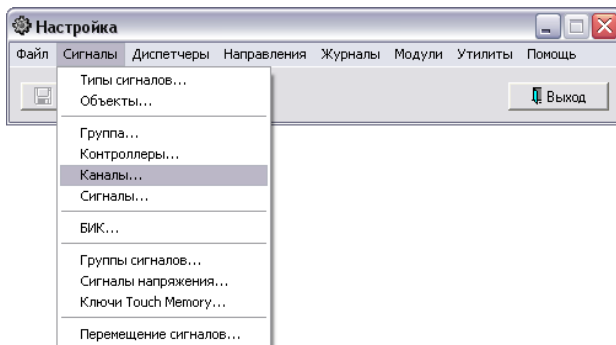 Настройка
Файл Сигналы Диспетчеры Направления Журналы Модули Утилиты Помощь
Типы сигналов...
Выход
Объекты...
Группа...
Контроллеры...
Каналы...
Сигналы...
БИК...
Группы сигналов...
Сигналы напряжения...
Ключи Touch Memory...
Перемещение сигналов...